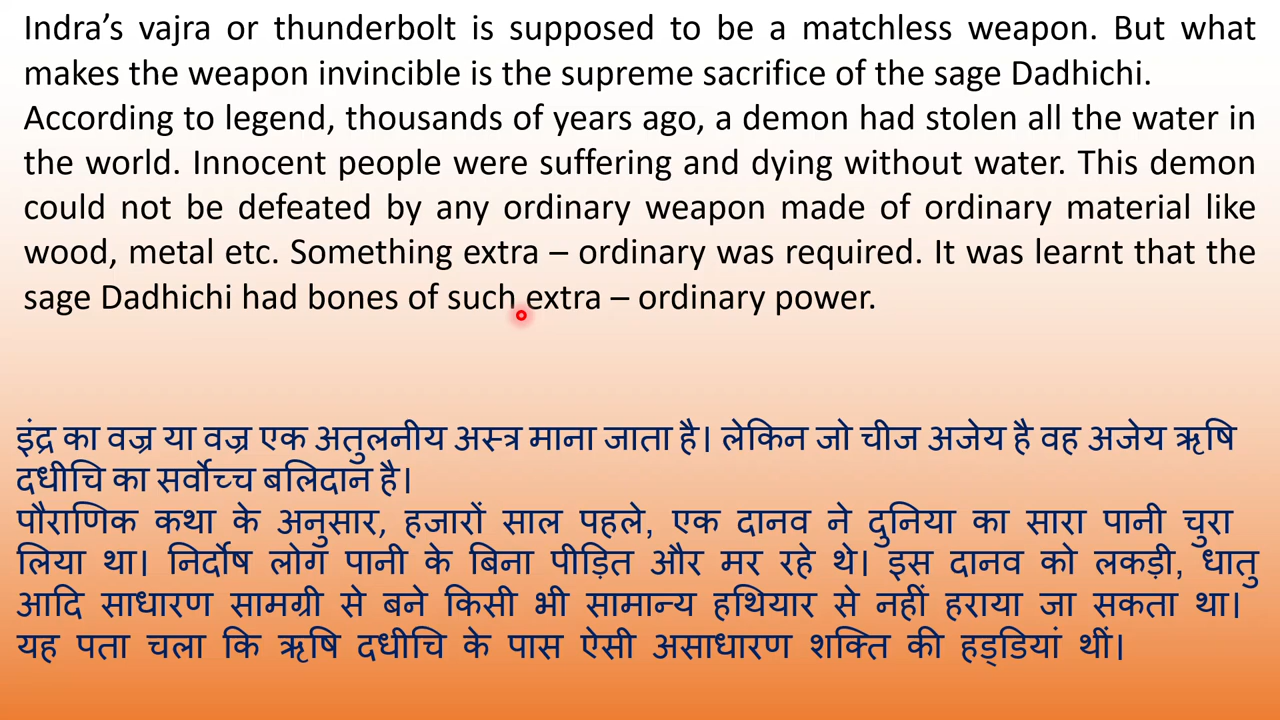 Indra’s vajra or thunderbolt is supposed to be a matchless weapon. But what
makes the weapon invincible is the supreme sacrifice of the sage Dadhichi.
According to legend, thousands of years ago, a demon had stolen all the water in
the world. Innocent people were suffering and dying without water. This demon
could not be defeated by any ordinary weapon made of ordinary material like
wood, metal etc. Something extra – ordinary was required. It was learnt that the
sage Dadhichi had bones of such extra – ordinary power.
इंद्र का वज्र या वज्र एक अतुलनीय अस्त्र माना जाता है। लेकिन जो चीज अजेय है वह अजेय ऋषि
दधीचि का सर्वोच्च बलिदान है।
पौराणिक कथा के अनुसार, हजारों साल पहले, एक दानव ने दुनिया का सारा पानी चुरा
लिया था। निर्दोष लोग पानी के बिना पीड़ित और मर रहे थे। इस दानव को लकड़ी, धातु
आदि साधारण सामग्री से बने किसी भी सामान्य हथियार से नहीं हराया जा सकता था।
यह पता चला कि ऋषि दधीचि के पास ऐसी असाधारण शक्ति की हड्डियां थीं।